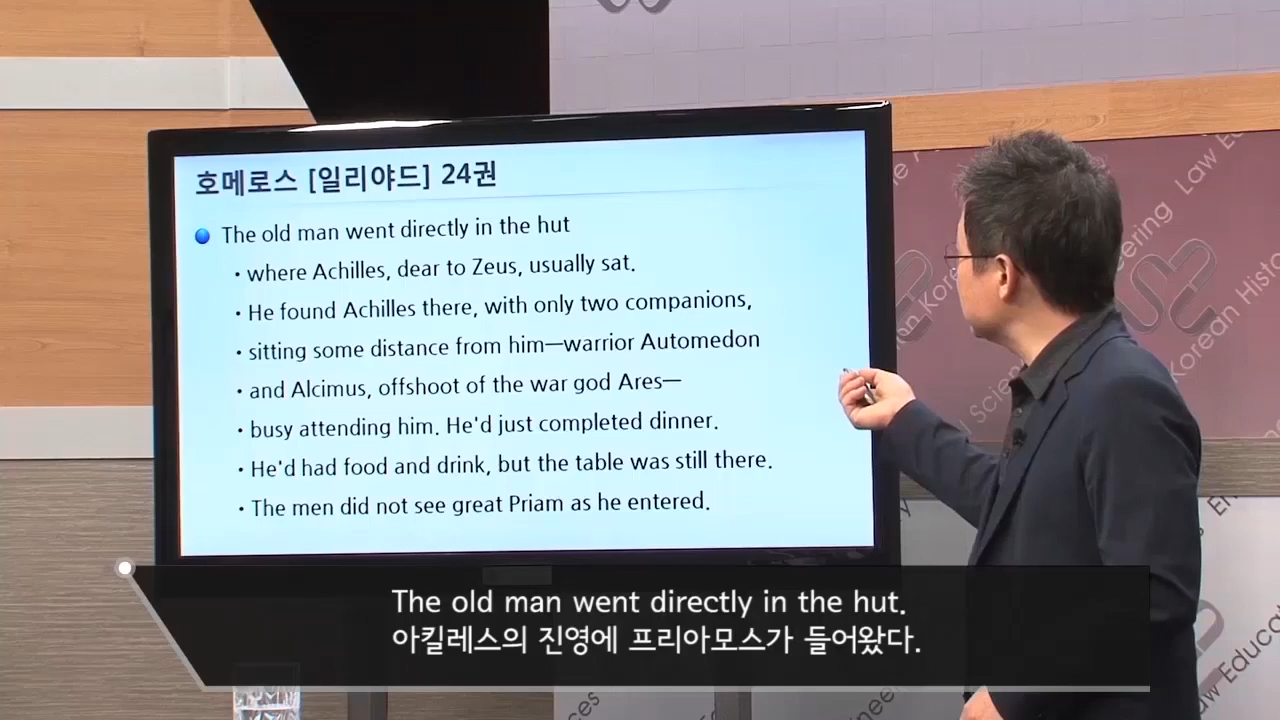 호메로스 [일리야드] 24권
The old man went directly in the hut
• where Achilles, dear to Zeus, usually sat.
• He found Achilles there, with only two companions,
• sitting some distance from him—warrior Automedon
• and Alcimus, offshoot of the war god Ares—
• busy attending him. He'd just completed dinner.
• He'd had food and drink, but the table was still there.
• The men did not see great Priam as he entered.
Law Education
Korean History
The old man went directly in the hut.
아킬레스의 진영에 프리아모스가 들어왔다.